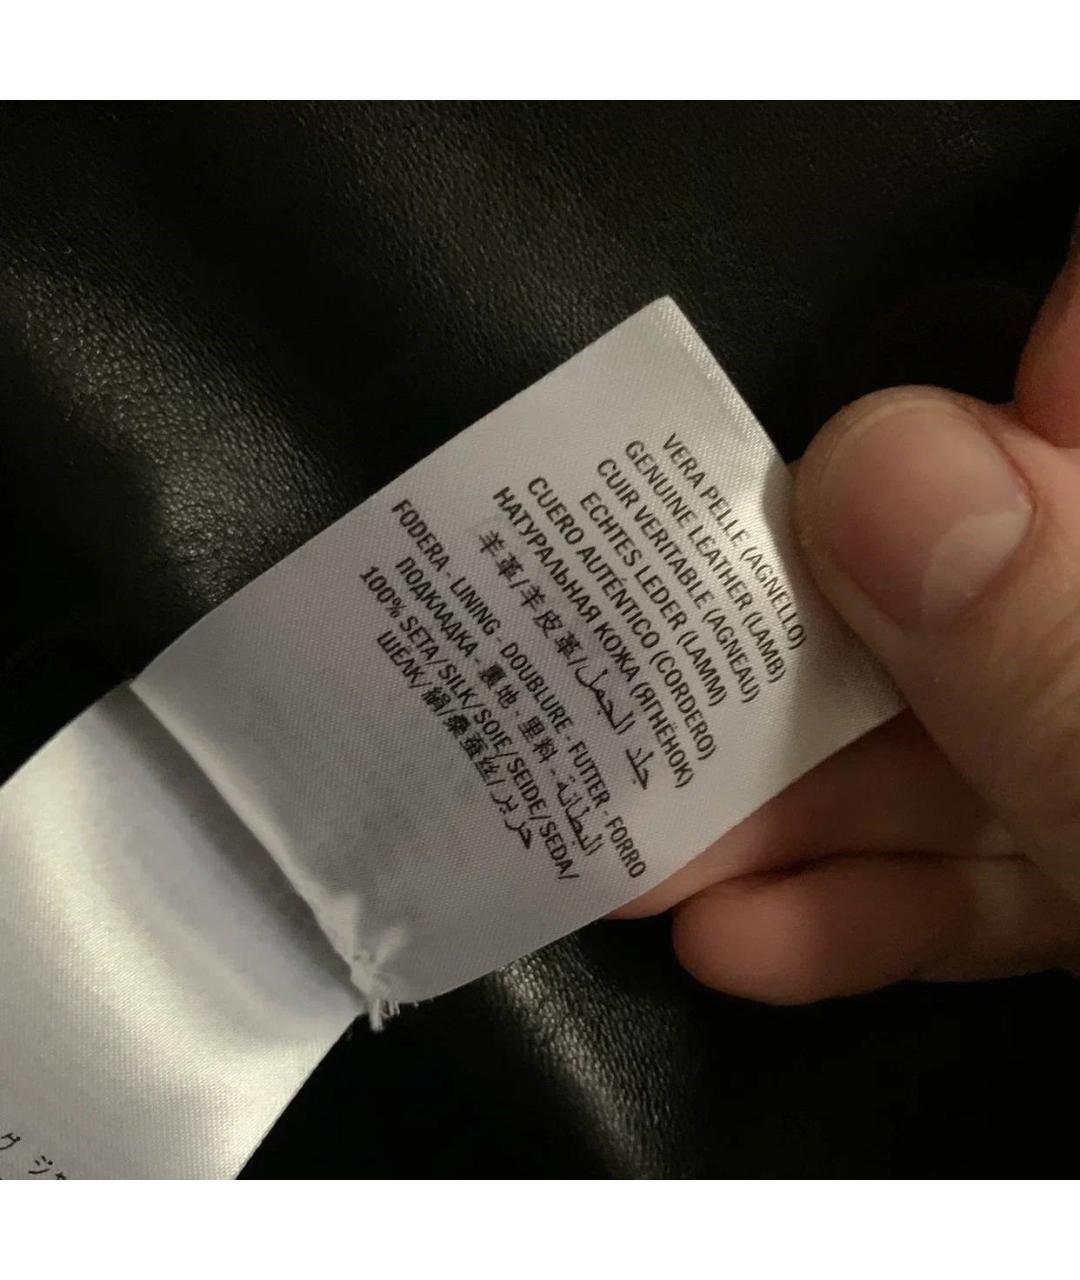 VERA PELLE (AGNELLO)
GENUINE LEATHER (LAMB)
CUIR VERITABLE (AGNEAU)
ECHTES LEDER (LAMM)
CUERO AUTÉNTICO (CORDERO)
НАТУРАЛЬНАЯ КОЖА (ЯГНЁНОК)
羊革/羊皮革/جلد الجمل
FODERA - LINING - DOUBLURE - FUTTER - FORRO
ПОДКЛАДКА - 裏地 - 里料 - البطانة
100% SETA/SILK/SOIE/SEIDE/SEDA/
ШЁЛК/絹/桑蚕丝/حرير